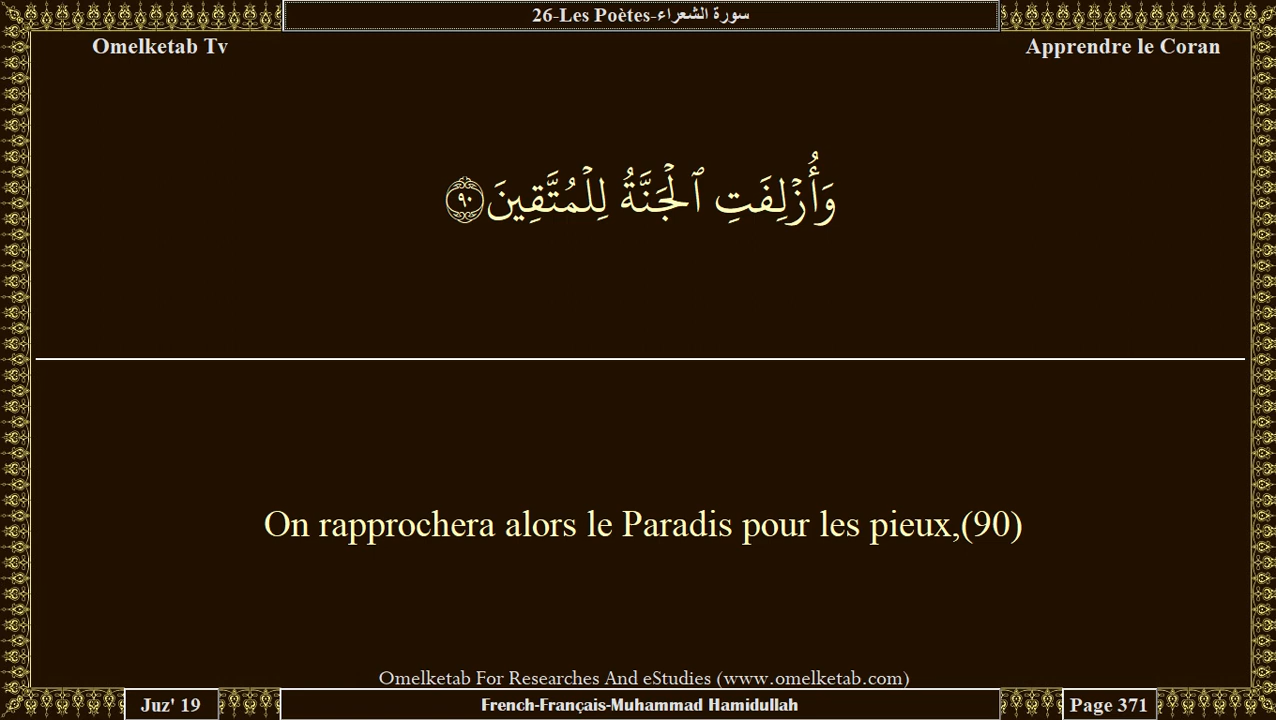 26-Les Poètes-سورة الشعراء
Omelketab Tv
Apprendre le Coran
وَأُزْلِفَتِ ٱلْجَنَّةُ لِلْمُتَّقِينَ ٩٠
On rapprochera alors le Paradis pour les pieux,(90)
Omelketab For Researches And eStudies (www.omelketab.com)
Juz' 19
French-Français-Muhammad Hamidullah
Page 371